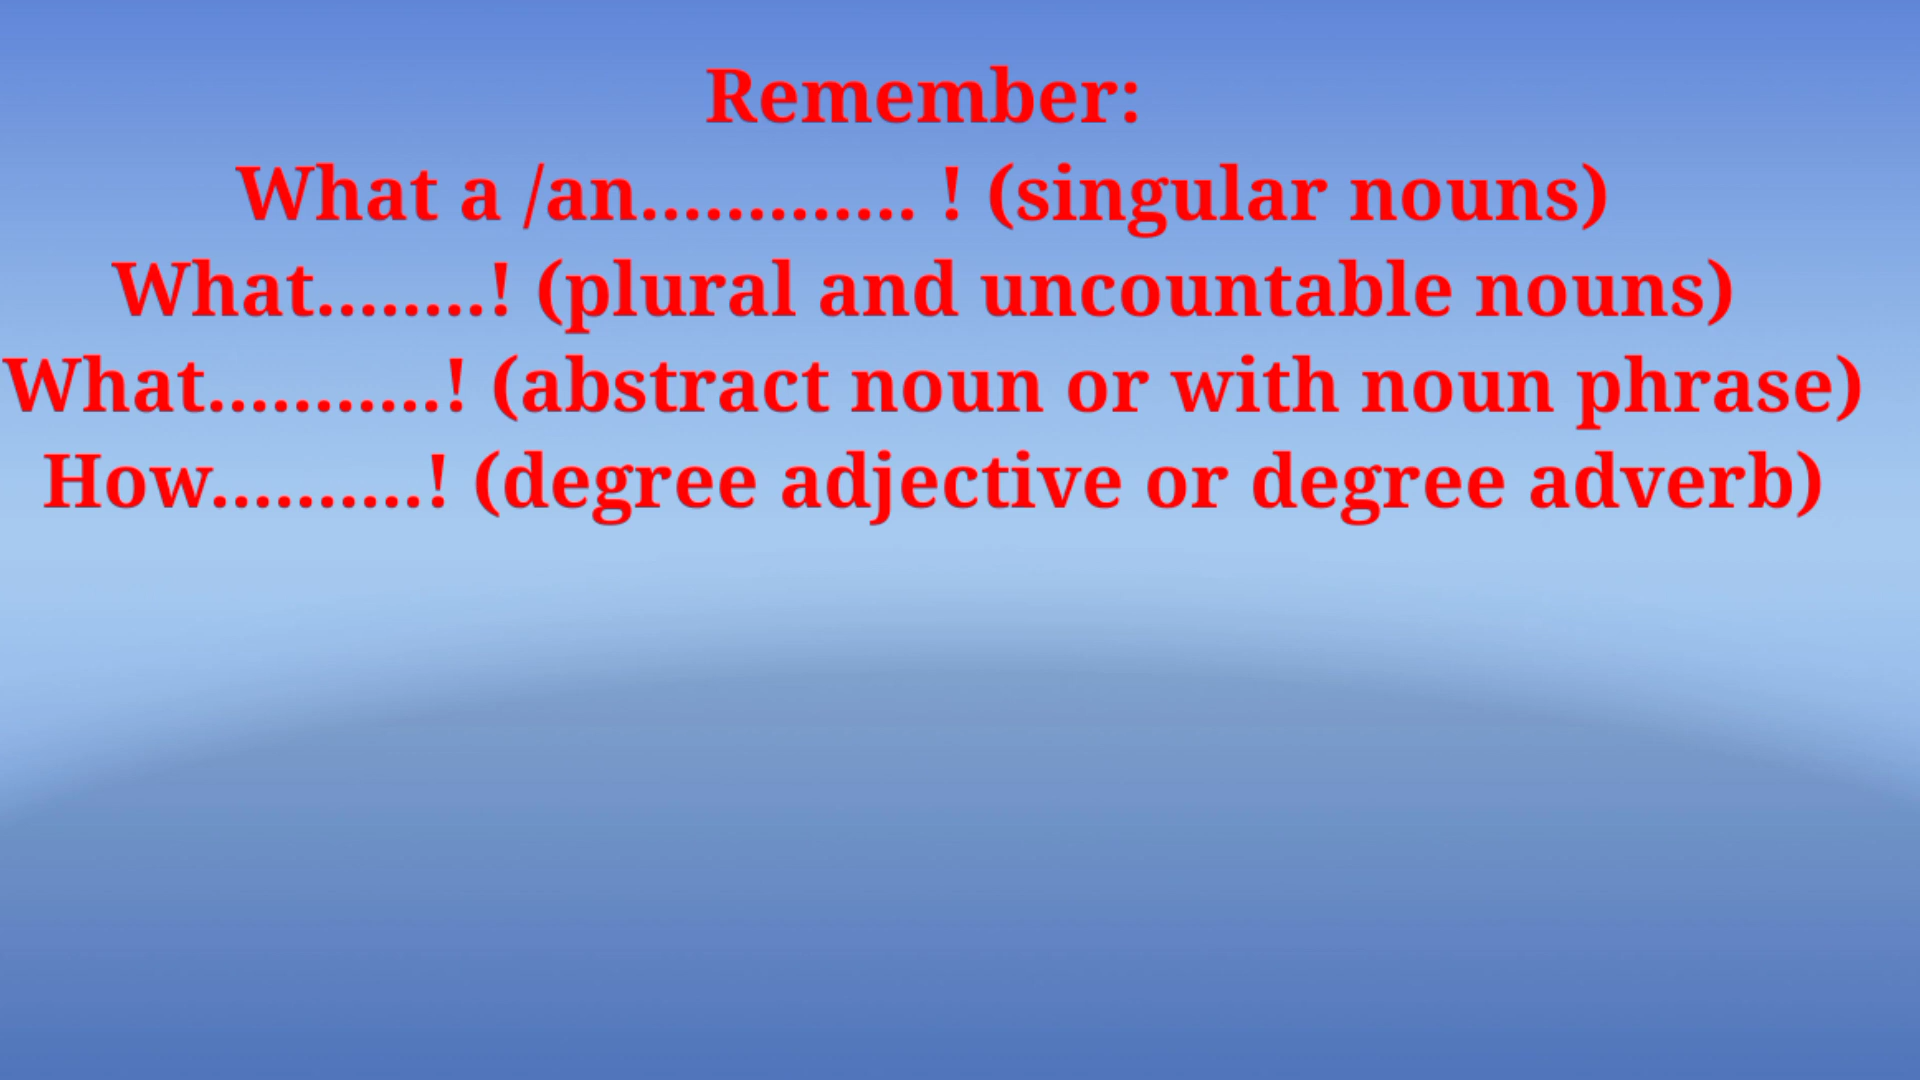 Remember:
What a /an............. ! (singular nouns)
What........! (plural and uncountable nouns)
What...........! (abstract noun or with noun phrase)
How..........! (degree adjective or degree adverb)